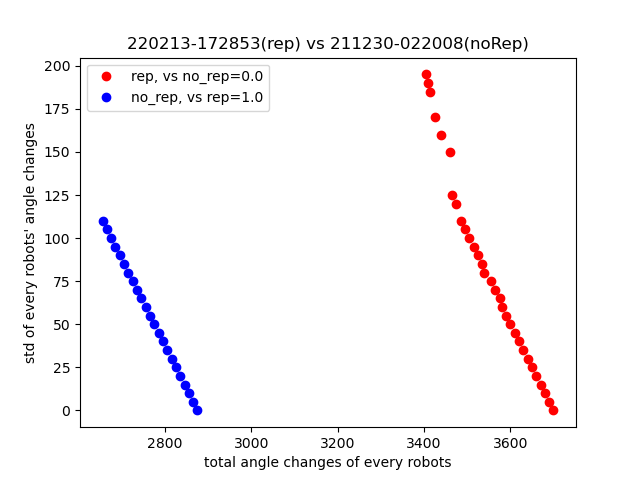 220213-172853(rep) vs 211230-022008(noRep)
rep, vs no_rep=0.0
no_rep, vs rep=1.0
std of every robots' angle changes
200
175
150
125
100
75
50
25
0
2800 3000 3200 3400 3600
total angle changes of every robots